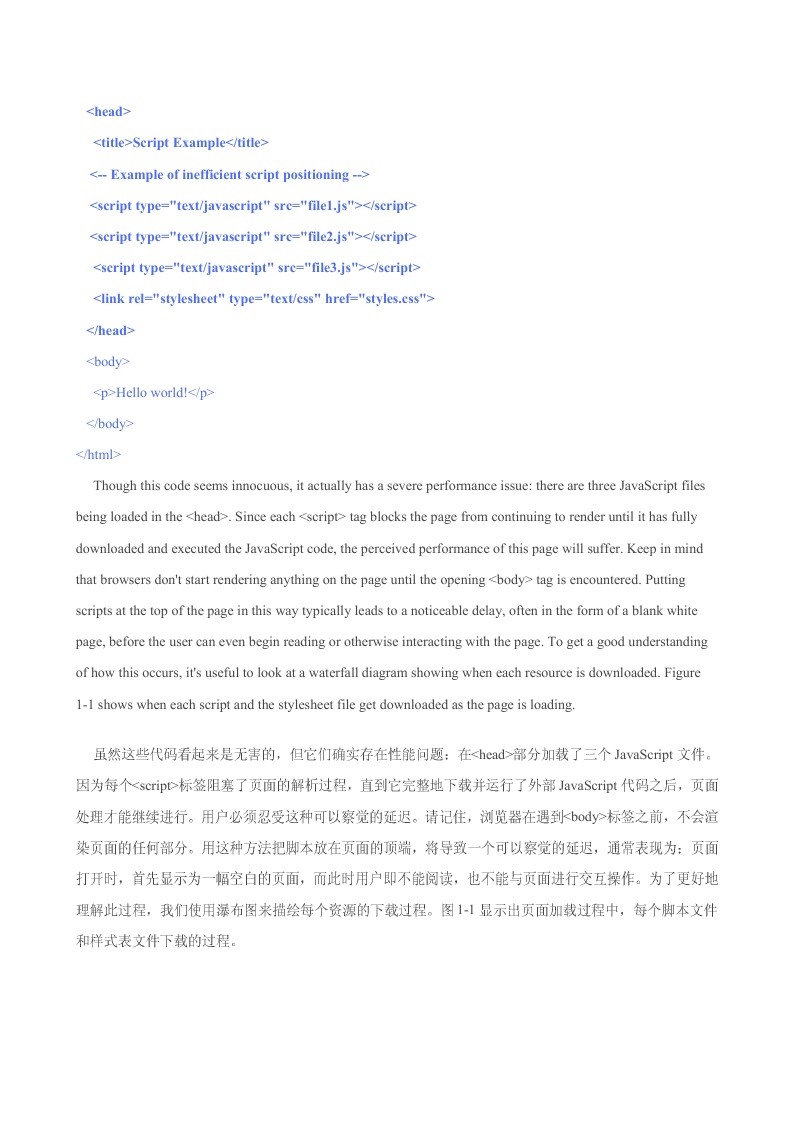 <head>
<title>Script Example</title>
<-- Example of inefficient script positioning -->
<script type="text/javascript" src="file1.js"></script>
<script type="text/javascript" src="file2.js"></script>
<script type="text/javascript" src="file3.js"></script>
<link rel="stylesheet" type="text/css" href="styles.css">
</head>
<body>
<p>Hello world!</p>
</body>
</html>
Though this code seems innocuous, it actually has a severe performance issue: there are three JavaScript files
being loaded in the <head>. Since each <script> tag blocks the page from continuing to render until it has fully
downloaded and executed the JavaScript code, the perceived performance of this page will suffer. Keep in mind
that browsers don't start rendering anything on the page until the opening <body> tag is encountered. Putting
scripts at the top of the page in this way typically leads to a noticeable delay, often in the form of a blank white
page, before the user can even begin reading or otherwise interacting with the page. To get a good understanding
of how this occurs, it's useful to look at a waterfall diagram showing when each resource is downloaded. Figure
1-1 shows when each script and the stylesheet file get downloaded as the page is loading.
虽然这些代码看起来是无害的，但它们确实存在性能问题：在<head>部分加载了三个 JavaScript 文件。
因为每个<script>标签阻塞了页面的解析过程，直到它完整地下载并运行了外部 JavaScript 代码之后，页面
处理才能继续进行。用户必须忍受这种可以察觉的延迟。请记住，浏览器在遇到<body>标签之前，不会渲
染页面的任何部分。用这种方法把脚本放在页面的顶端，将导致一个可以察觉的延迟，通常表现为：页面
打开时，首先显示为一幅空白的页面，而此时用户即不能阅读，也不能与页面进行交互操作。为了更好地
理解此过程，我们使用瀑布图来描绘每个资源的下载过程。图 1-1 显示出页面加载过程中，每个脚本文件
和样式表文件下载的过程。